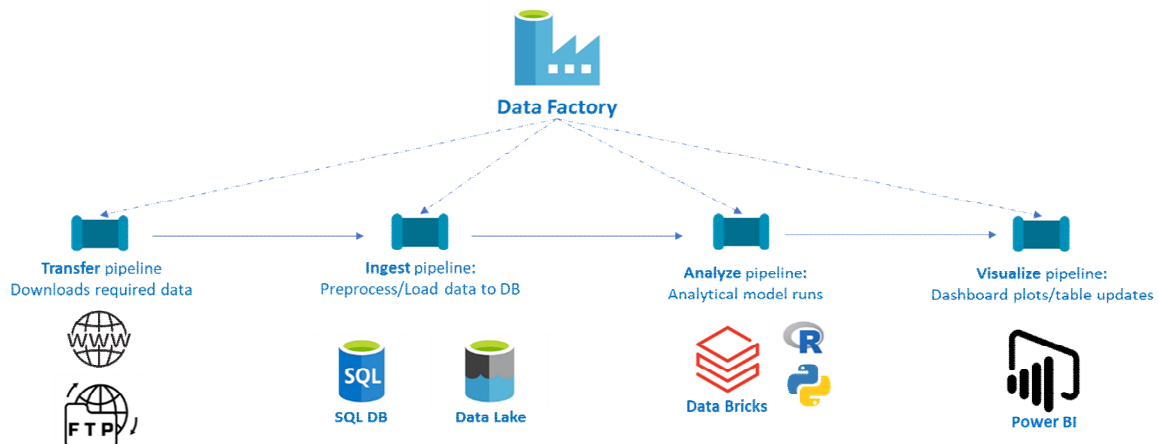 Data Factory
Transfer pipeline
Downloads required data
Ingest pipeline:
Preprocess/Load data to DB
Analyze pipeline:
Analytical model runs
Visualize pipeline:
Dashboard plots/table updates
WWW
FTP
SQL
SQL DB
Data Lake
R
Data Bricks
Power BI